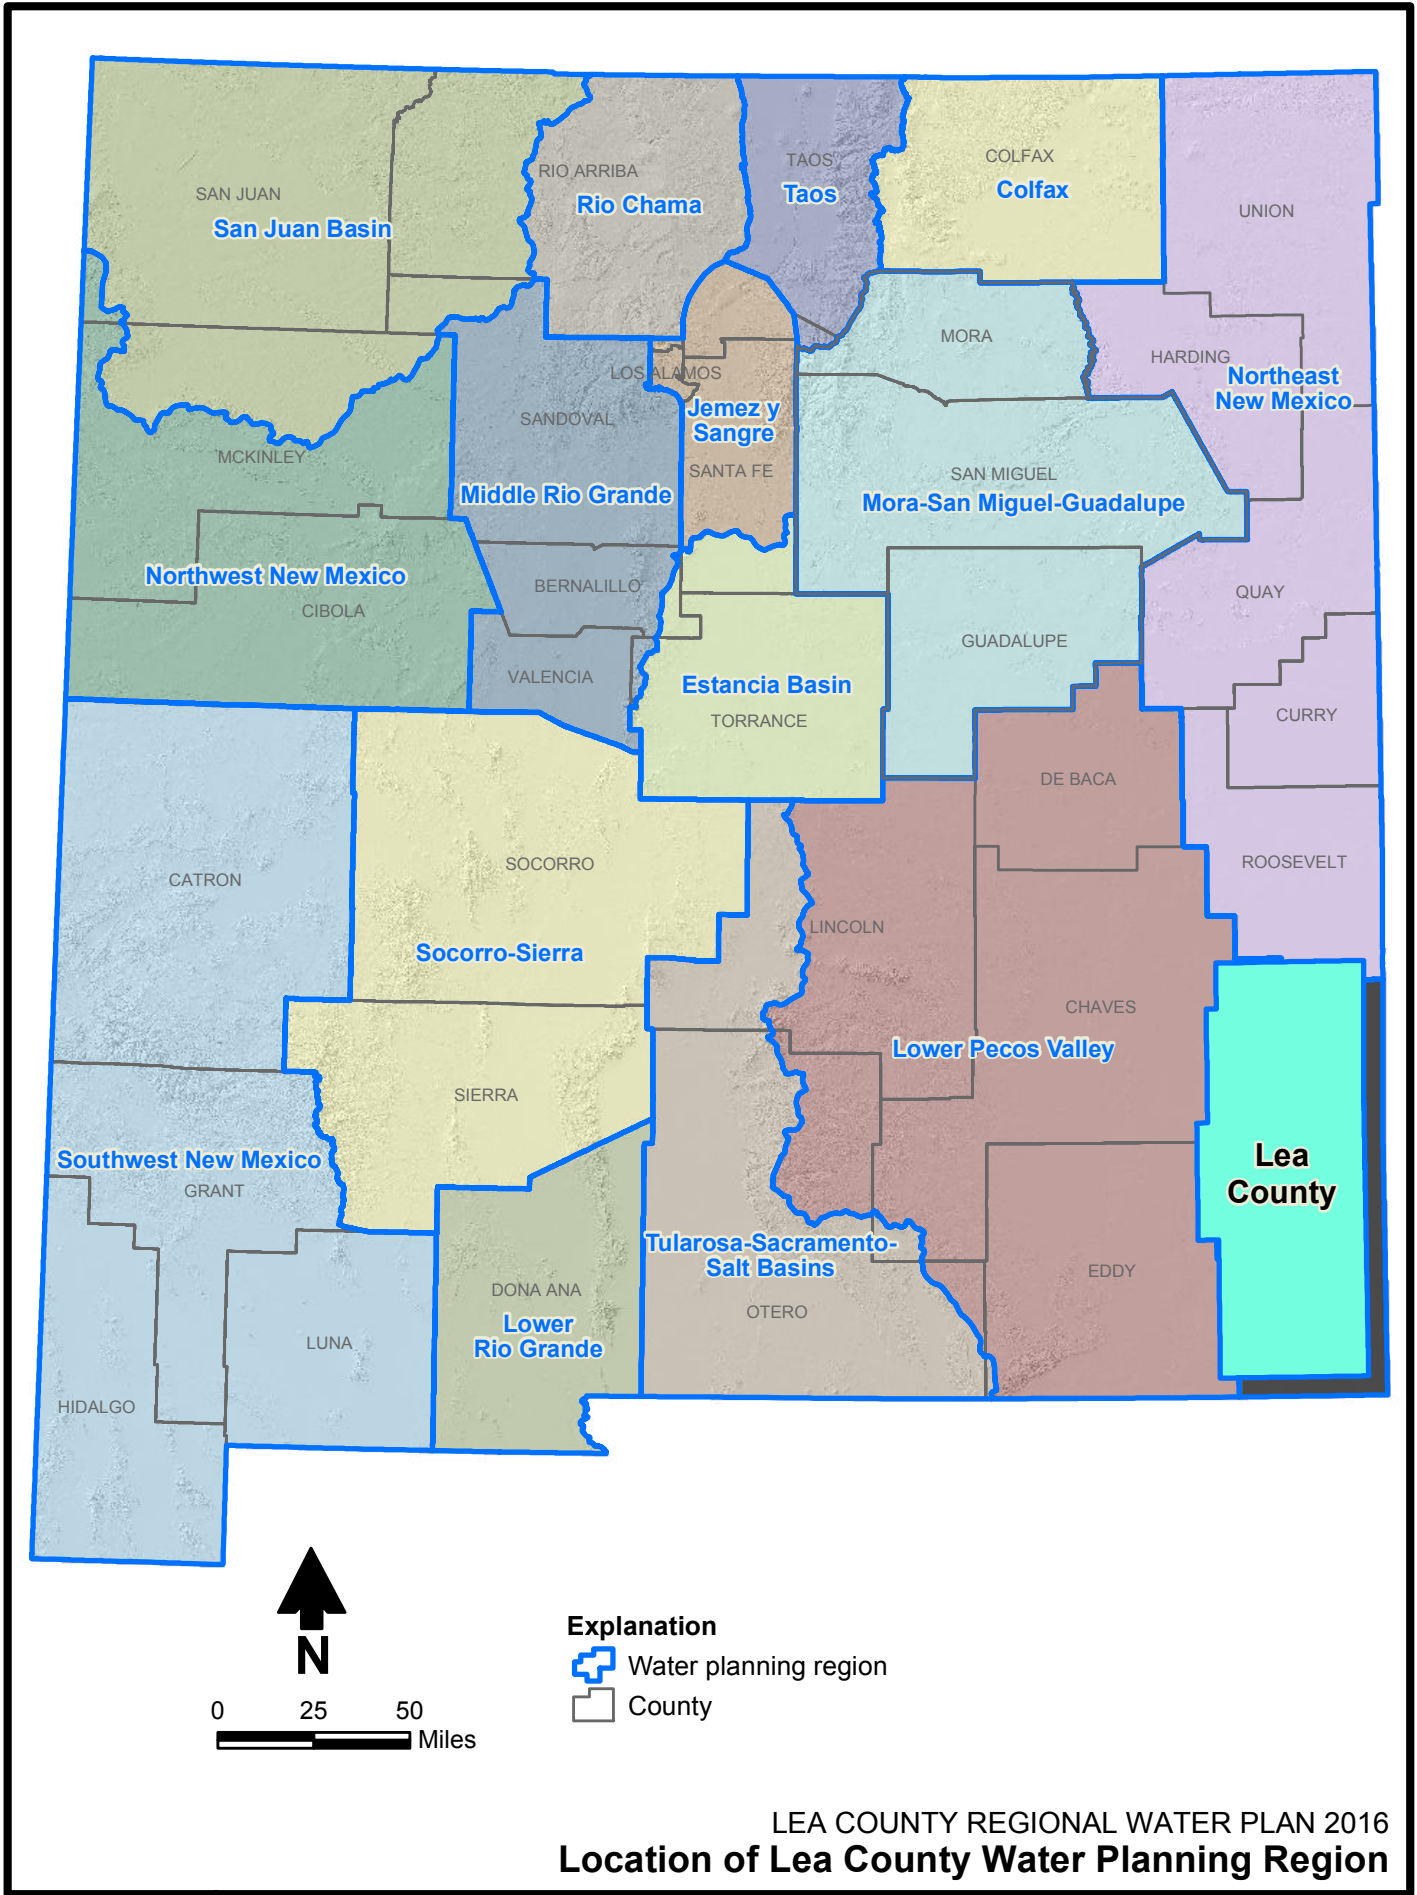 SAN JUAN
San Juan Basin
RIO ARRIBA
Rio Chama
TAOS
Taos
COLFAX
Colfax
UNION
MORA
HARDING
Northeast
New Mexico
LOS ALAMOS
SANDOVAL
Jemez y
Sangre
SANTA FE
MCKINLEY
Middle Rio Grande
SAN MIGUEL
Mora-San Miguel-Guadalupe
Northwest New Mexico
CIBOLA
BERNALILLO
QUAY
VALENCIA
GUADALUPE
Estancia Basin
TORRANCE
CURRY
DE BACA
CATRON
SOCORRO
ROOSEVELT
LINCOLN
Socorro-Sierra
CHAVES
Lower Pecos Valley
SIERRA
Southwest New Mexico
GRANT
Lea
County
Tularosa-Sacramento-
Salt Basins
DONA ANA
EDDY
OTERO
Lower
Rio Grande
LUNA
HIDALGO
N
0 25 50
Miles
Explanation
Water planning region
County
LEA COUNTY REGIONAL WATER PLAN 2016
Location of Lea County Water Planning Region